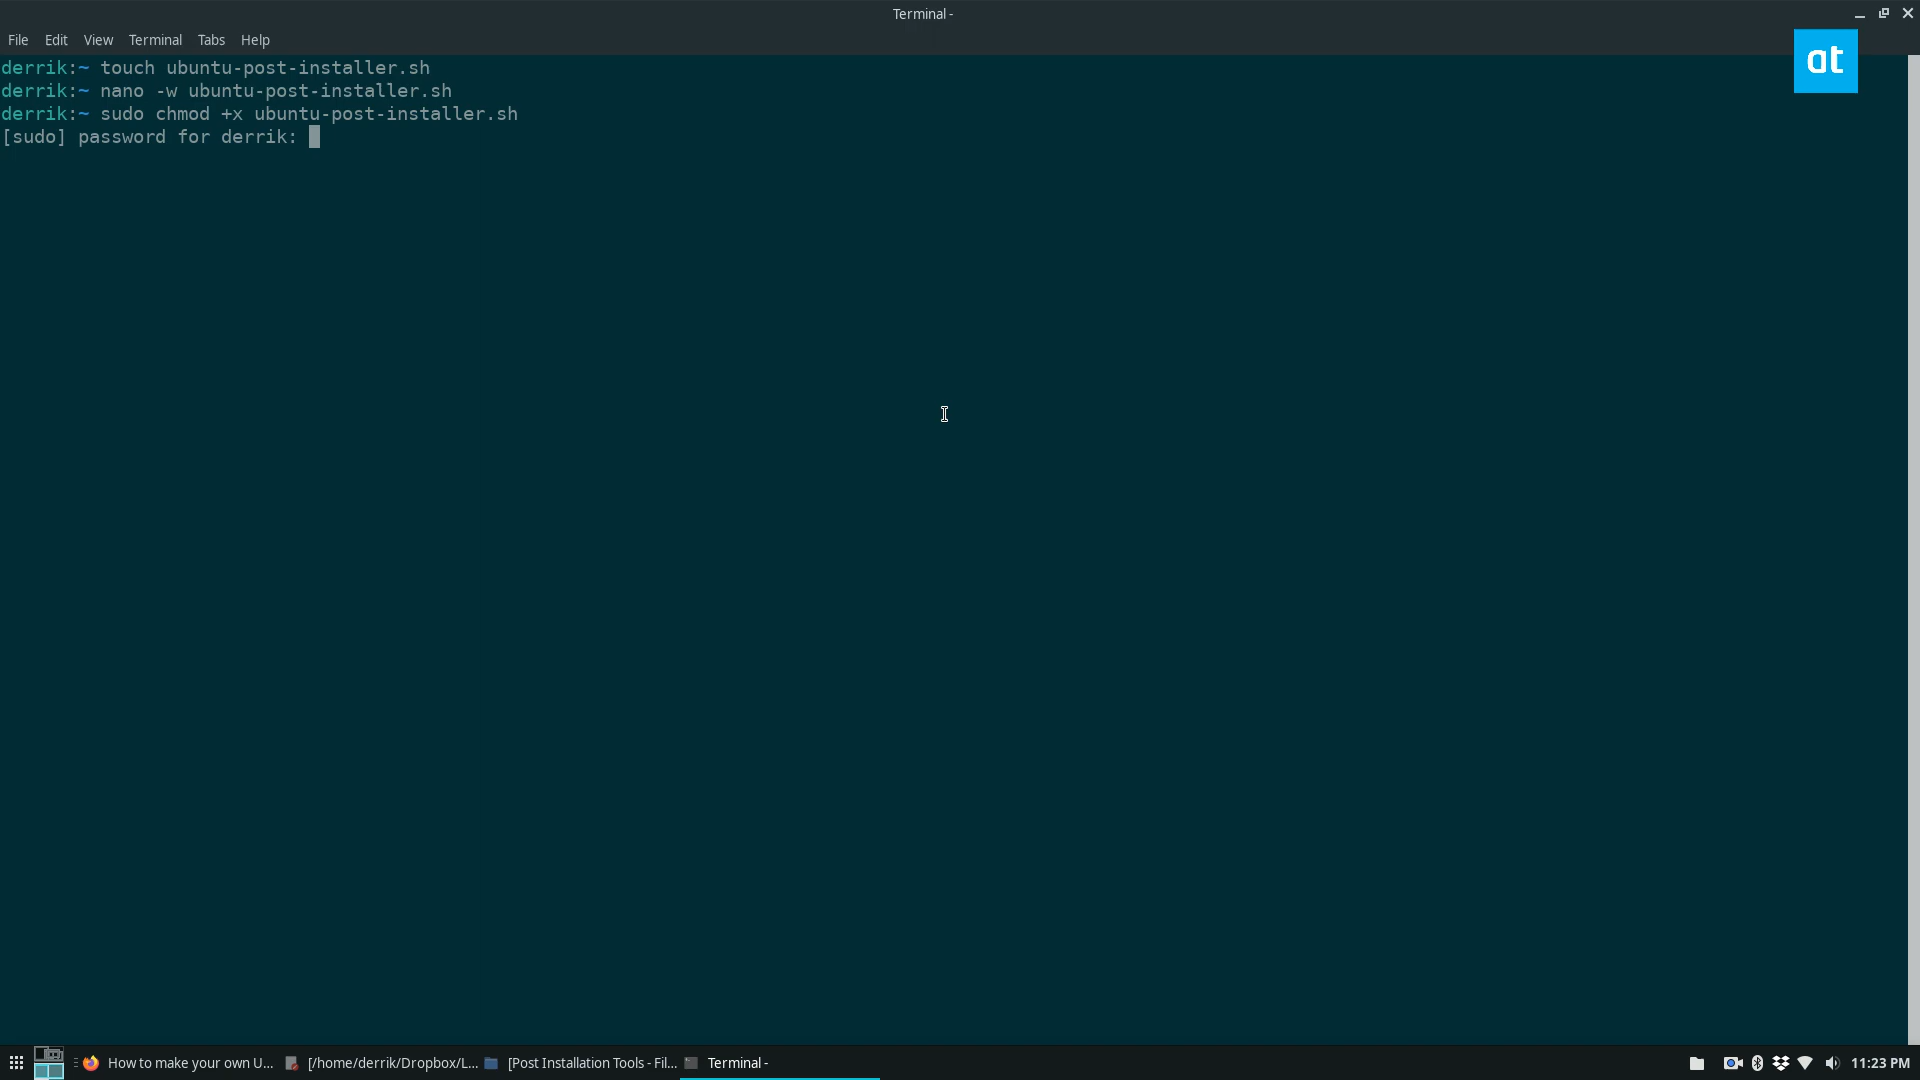 Terminal -
File Edit View Terminal Tabs Help
at
derrik:~ touch ubuntu-post-installer.sh
derrik:~ nano -w ubuntu-post-installer.sh
derrik:~ sudo chmod +x ubuntu-post-installer.sh
[sudo] password for derrik:
How to make your own U... [/home/derrik/Dropbox/L... [Post Installation Tools - Fil... Terminal - 11:23 PM